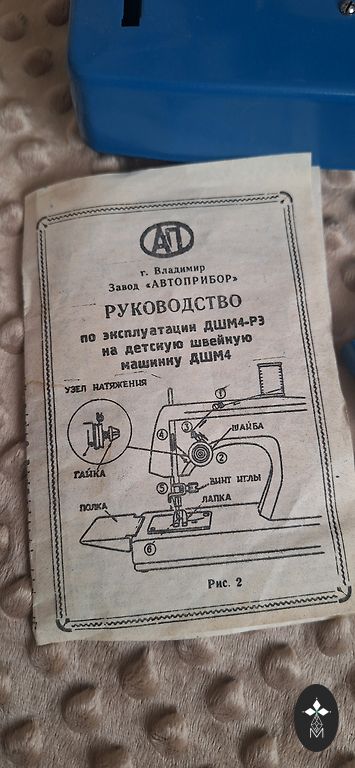 АП
г. Владимир
Завод «АВТОПРИБОР»
РУКОВОДСТВО
по эксплуатации ДШМ4-РЭ
на детскую швейную
машинку ДШМ4
УЗЕЛ НАТЯЖЕНИЯ
ГАЙКА
ПОЛКА
1
3
ШАЙБА
4
2
5
ВИНТ ИГЛЫ
ЛАПКА
6
Рис. 2
M